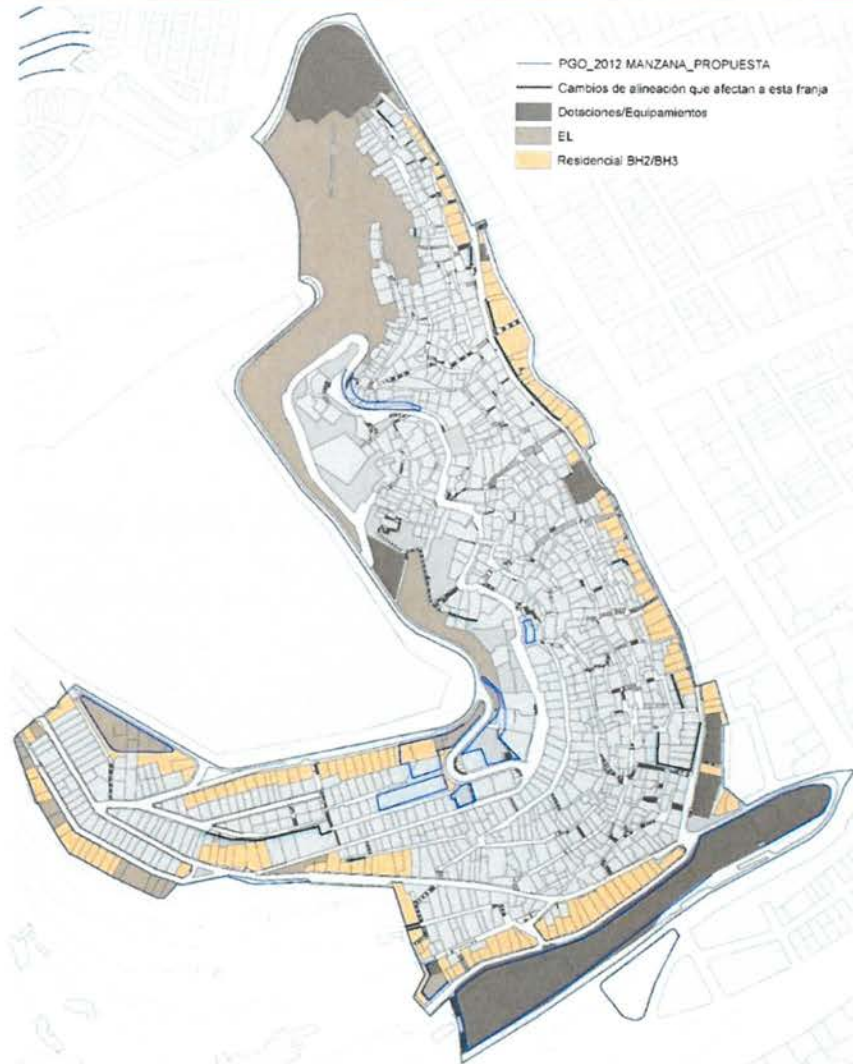 PGO_2012 MANZANA_PROPUESTA
Cambios de alineación que afectan a esta franja
Dotaciones/Equipamientos
EL
Residencial BH2/BH3